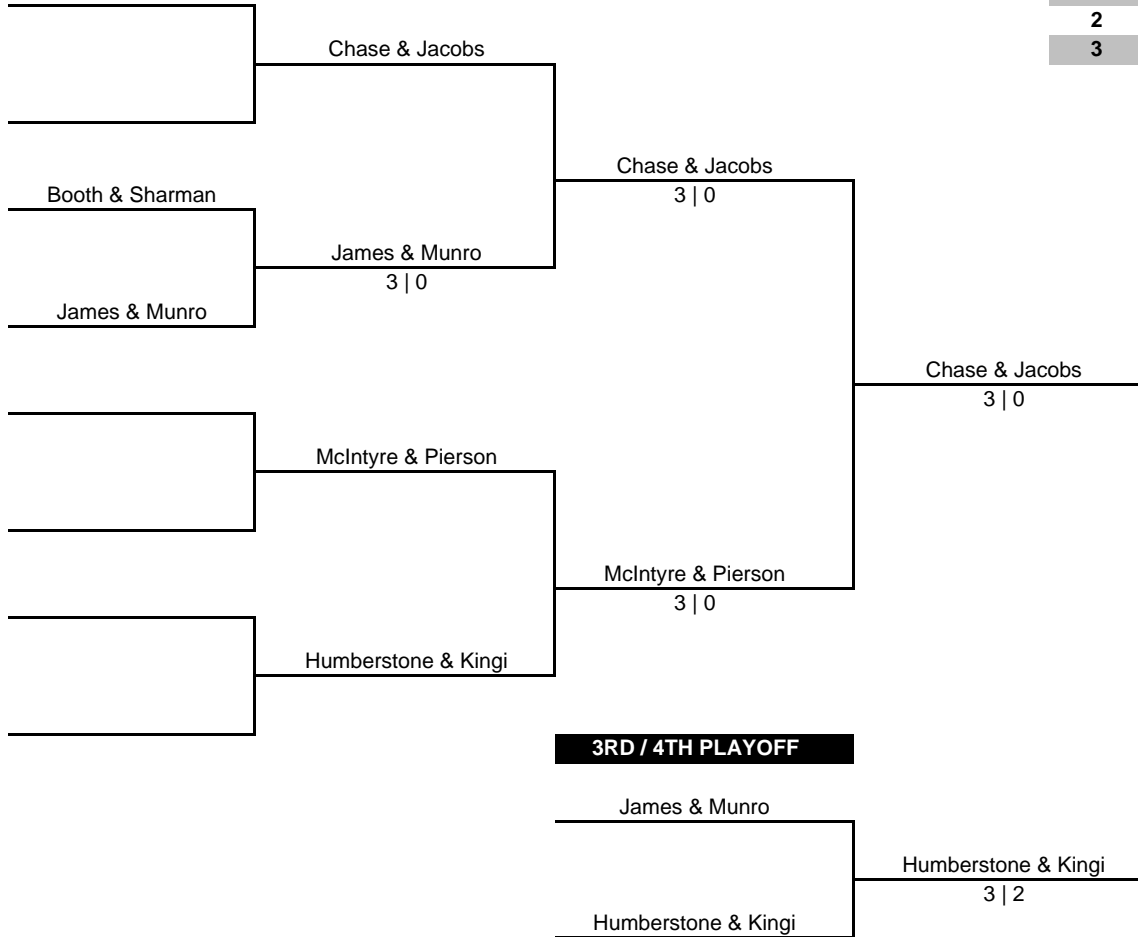 2
3
Chase & Jacobs
Chase & Jacobs
3 | 0
Booth & Sharman
James & Munro
3 | 0
James & Munro
Chase & Jacobs
3 | 0
McIntyre & Pierson
McIntyre & Pierson
3 | 0
Humberstone & Kingi
3RD / 4TH PLAYOFF
James & Munro
Humberstone & Kingi
3 | 2
Humberstone & Kingi